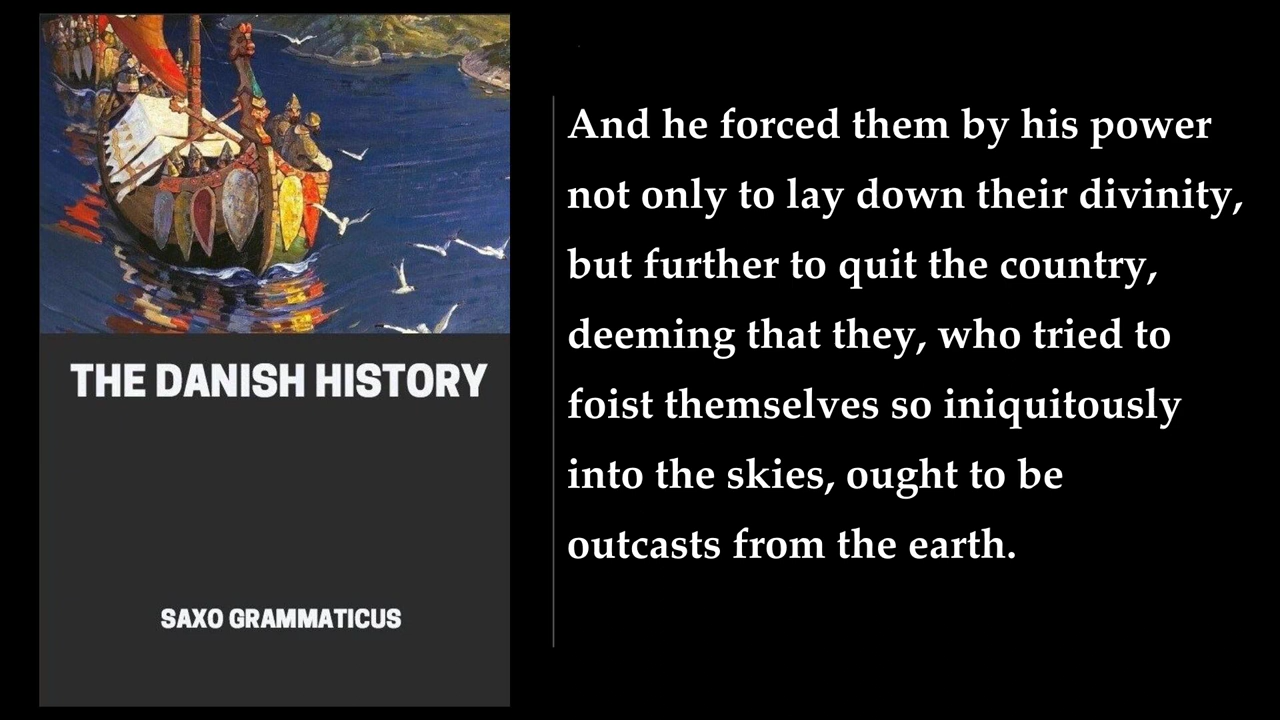 THE DANISH HISTORY
SAXO GRAMMATICUS
And he forced them by his power
not only to lay down their divinity,
but further to quit the country,
deeming that they, who tried to
foist themselves so iniquitously
into the skies, ought to be
outcasts from the earth.